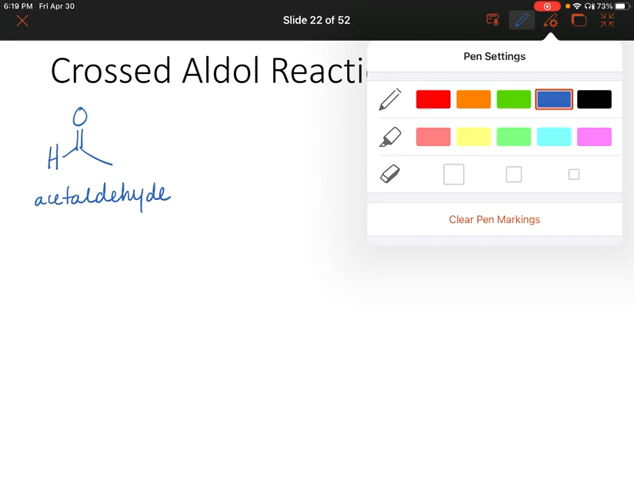 6:19 PM Fri Apr 30
73%
Slide 22 of 52
Pen Settings
Crossed Aldol Reacti
O
H
acetaldehyde
Clear Pen Markings